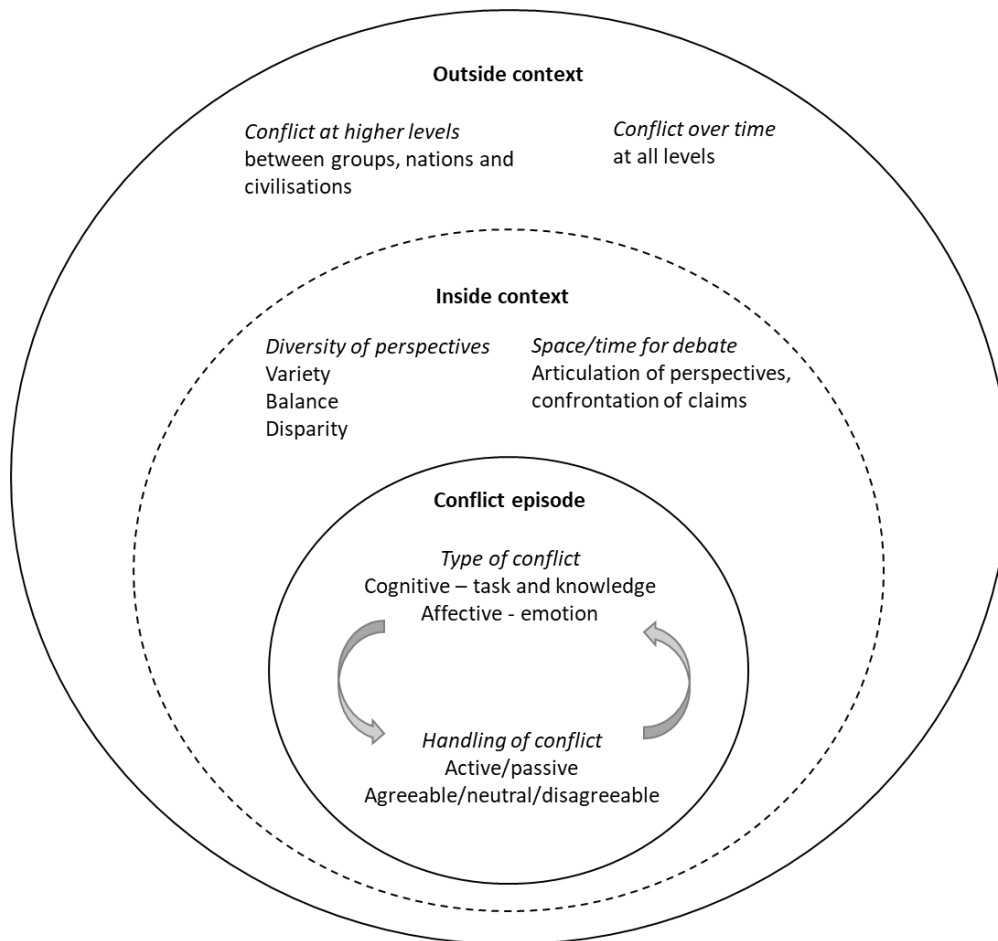 Outside context
Conflict at higher levels
between groups, nations and
civilisations
Conflict over time
at all levels
Inside context
Diversity of perspectives
Variety
Balance
Disparity
Space/time for debate
Articulation of perspectives,
confrontation of claims
Conflict episode
Type of conflict
Cognitive – task and knowledge
Affective - emotion
Handling of conflict
Active/passive
Agreeable/neutral/disagreeable